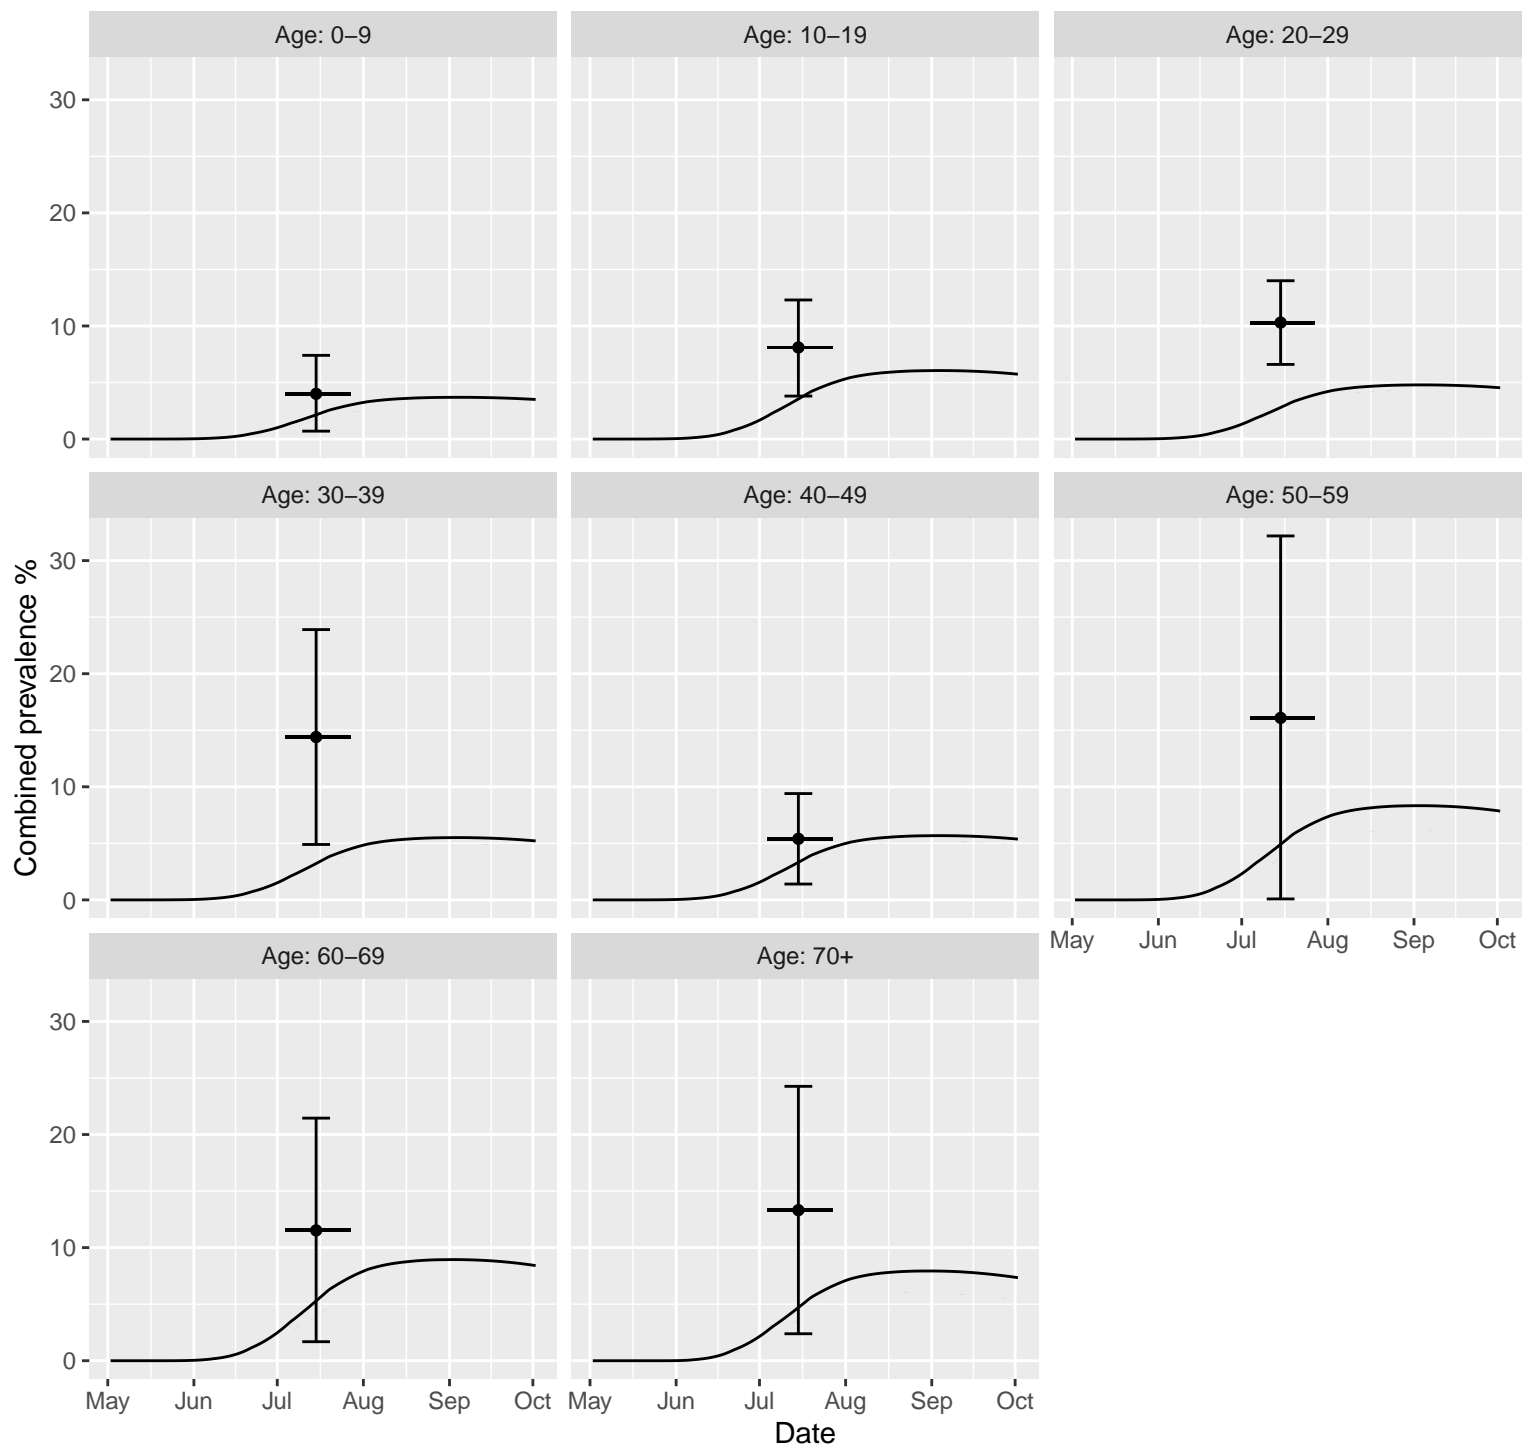 Age: 0–9
Age: 10–19
Age: 20–29
30
20
10
0
Age: 30–39
Age: 40–49
Age: 50–59
30
20
10
0
May Jun Jul Aug Sep Oct
Age: 60–69
Age: 70+
30
20
10
0
May Jun Jul Aug Sep Oct
May Jun Jul Aug Sep Oct
Date
Combined prevalence %